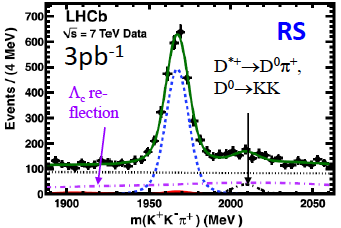 LHCb
√s = 7 TeV Data
3pb⁻¹
RS
D*⁺→D⁰π⁺,
D⁰→KK
Λc re-
flection
Events / (4 MeV)
700
600
500
400
300
200
100
0
1900
1950
2000
2050
m(K⁺K⁻π⁺) (MeV)